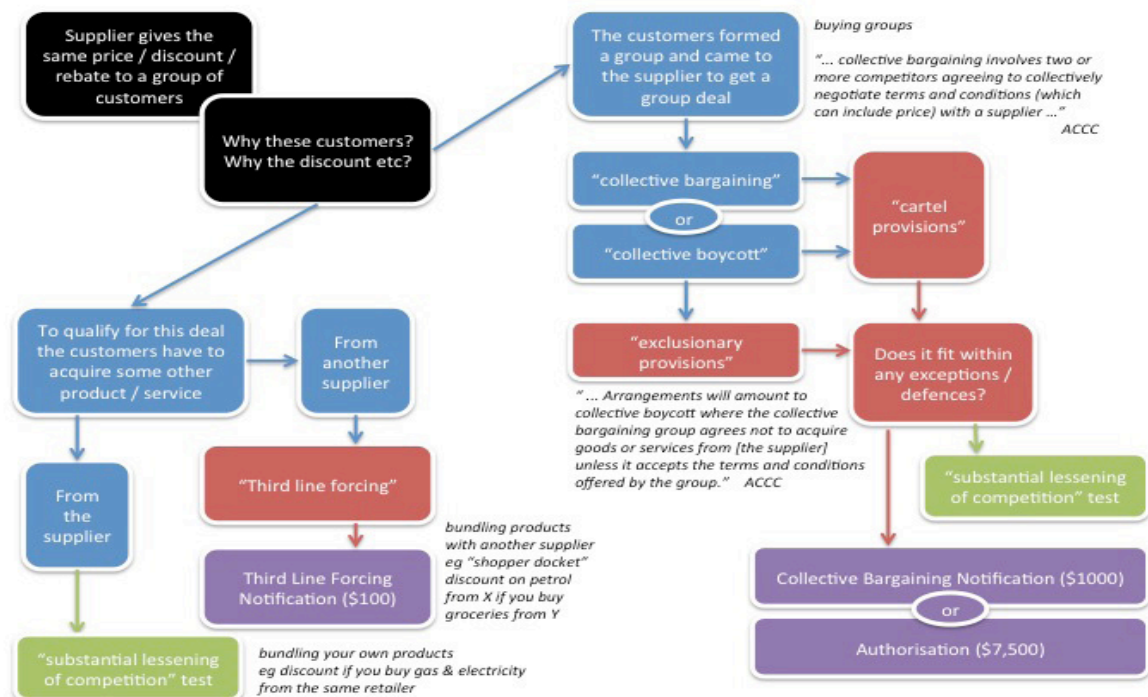 Supplier gives the
same price / discount /
rebate to a group of
customers
Why these customers?
Why the discount etc?
The customers formed
a group and came to
the supplier to get a
group deal
buying groups
"... collective bargaining involves two or
more competitors agreeing to collectively
negotiate terms and conditions (which
can include price) with a supplier ..."
ACCC
"collective bargaining"
or
"collective boycott"
"cartel
provisions"
To qualify for this deal
the customers have to
acquire some other
product / service
From
another
supplier
"exclusionary
provisions"
Does it fit within
any exceptions /
defences?
" ... Arrangements will amount to
collective boycott where the collective
bargaining group agrees not to acquire
goods or services from [the supplier]
unless it accepts the terms and conditions
offered by the group." ACCC
From
the
supplier
"Third line forcing"
"substantial lessening
of competition" test
bundling products
with another supplier
eg "shopper docket"
discount on petrol
from X if you buy
groceries from Y
Third Line Forcing
Notification ($100)
Collective Bargaining Notification ($1000)
or
Authorisation ($7,500)
"substantial lessening
of competition" test
bundling your own products
eg discount if you buy gas & electricity
from the same retailer